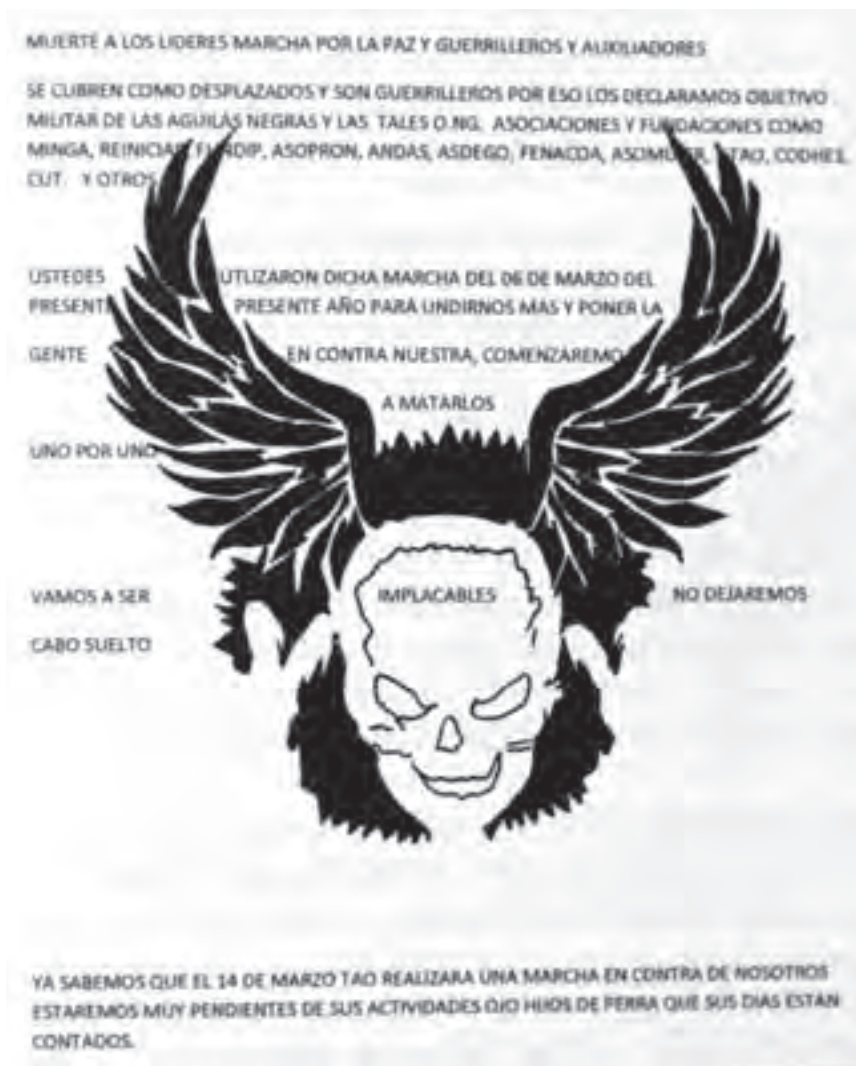 MUERTE A LOS LIDERES MARCHA POR LA PAZ Y GUERRILLEROS Y AUXILIADORES
SE CUBREN COMO DESPLAZADOS Y SON GUERRILLEROS POR ESO LOS DECLARAMOS OBJETIVO
MILITAR DE LAS AGUILAS NEGRAS Y LAS TALES O.NG. ASOCIACIONES Y FUNDACIONES COMO
MINGA, REINICIAR, ASOPRON, ANDAS, ASDEGO, FENACOA, CODHES,
CUT Y OTROS
USTEDES UTLIZARON DICHA MARCHA DEL 06 DE MARZO DEL
PRESENTE PRESENTE AÑO PARA UNDIRNOS MAS Y PONER LA
GENTE EN CONTRA NUESTRA, COMENZAREMO
A MATARLOS
UNO POR UNO
VAMOS A SER IMPLACABLES NO DEJAREMOS
CABO SUELTO
YA SABEMOS QUE EL 14 DE MARZO TAO REALIZARA UNA MARCHA EN CONTRA DE NOSOTROS
ESTAREMOS MUY PENDIENTES DE SUS ACTIVIDADES OJO HIJOS DE PERRA QUE SUS DIAS ESTAN
CONTADOS.